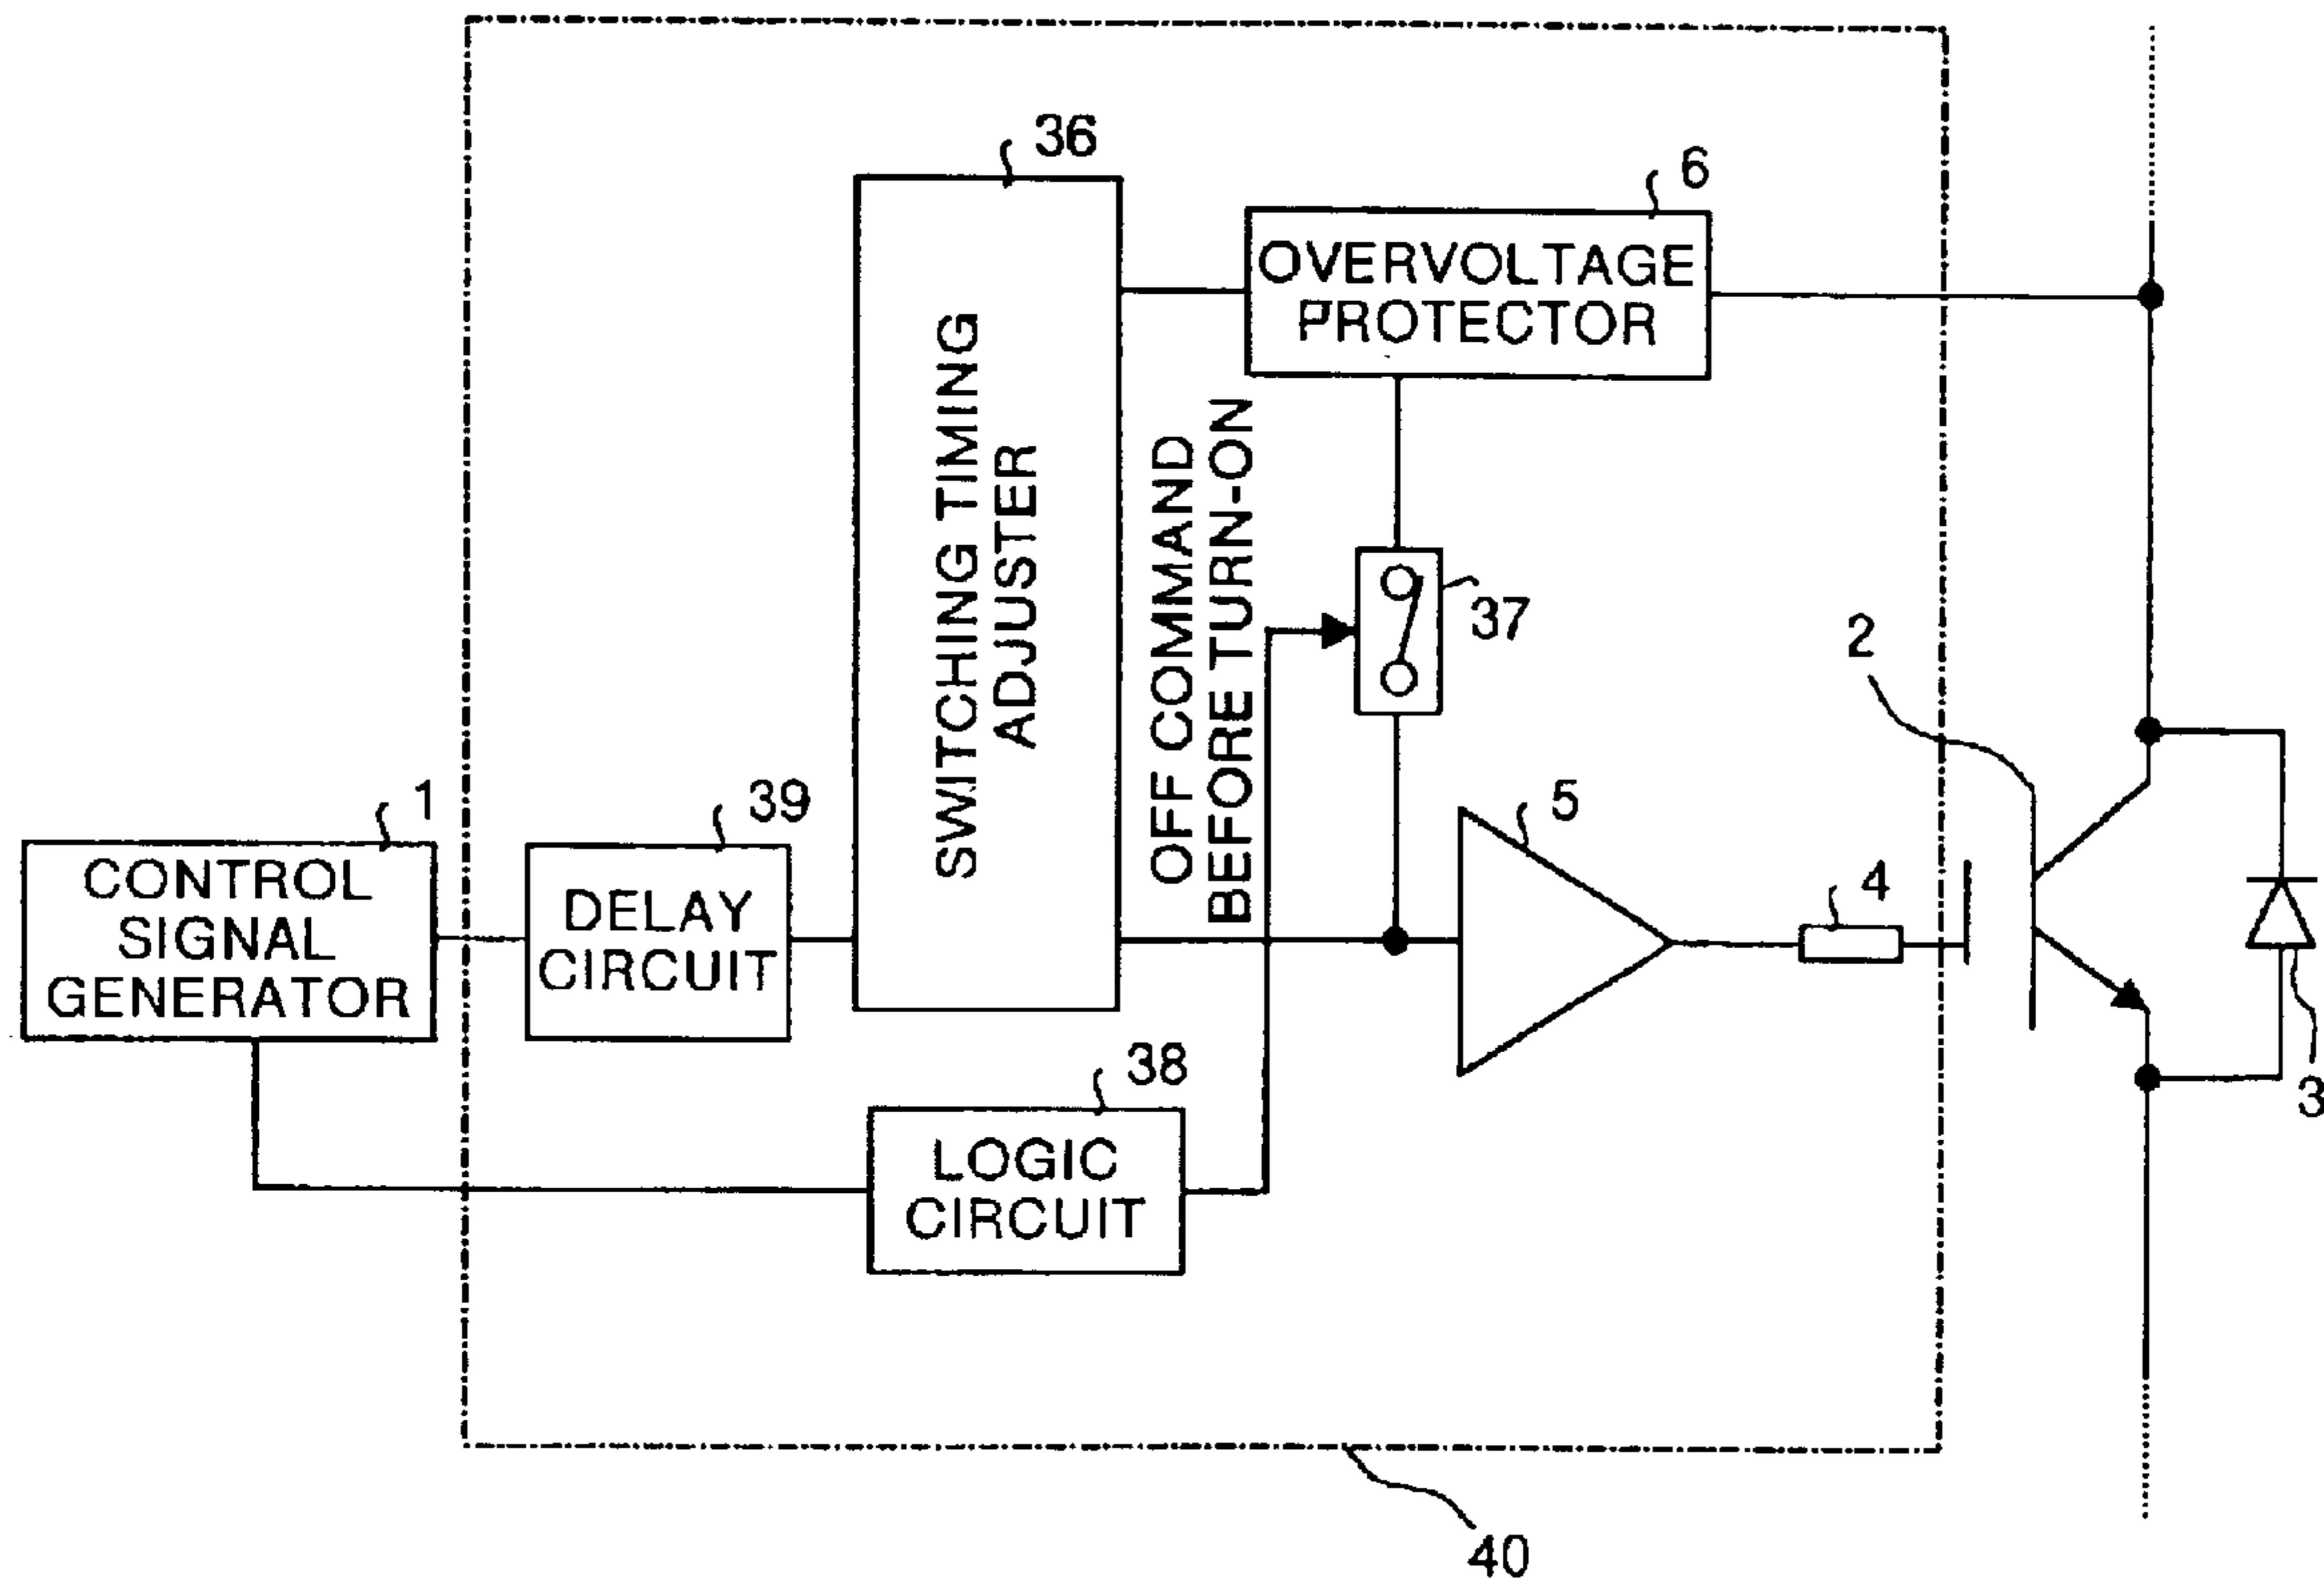 36
6
OVERVOLTAGE
PROTECTOR
SWITCHING TIMING
ADJUSTER
OFF COMMAND
BEFORE TURN-ON
37
2
1
CONTROL
SIGNAL
GENERATOR
39
DELAY
CIRCUIT
5
4
3
38
LOGIC
CIRCUIT
40